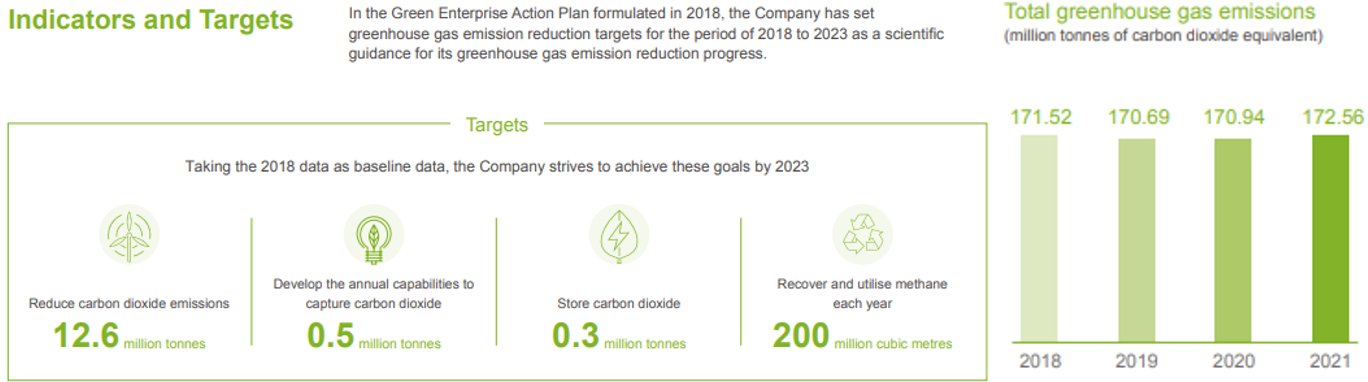 Indicators and Targets
In the Green Enterprise Action Plan formulated in 2018, the Company has set
greenhouse gas emission reduction targets for the period of 2018 to 2023 as a scientific
guidance for its greenhouse gas emission reduction progress.
Targets
Taking the 2018 data as baseline data, the Company strives to achieve these goals by 2023
Reduce carbon dioxide emissions
12.6 million tonnes
Develop the annual capabilities to
capture carbon dioxide
0.5 million tonnes
Store carbon dioxide
0.3 million tonnes
Recover and utilise methane
each year
200 million cubic metres
Total greenhouse gas emissions
(million tonnes of carbon dioxide equivalent)
171.52 170.69 170.94 172.56
2018 2019 2020 2021